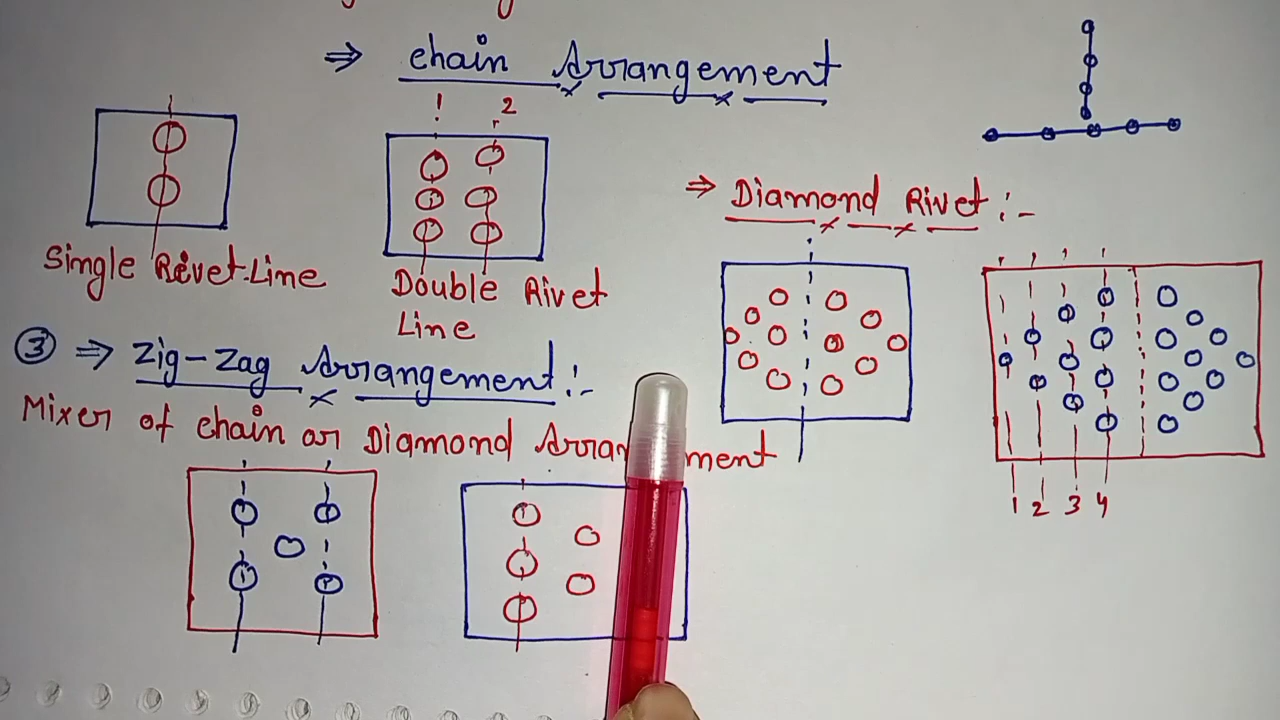 ⇒ chain Arrangement
1 2
Single Rivet-Line
Double Rivet
Line
⇒ Diamond Rivet :-
1 2 3 4
③ ⇒ Zig-Zag Arrangement :-
Mixer of chain or Diamond